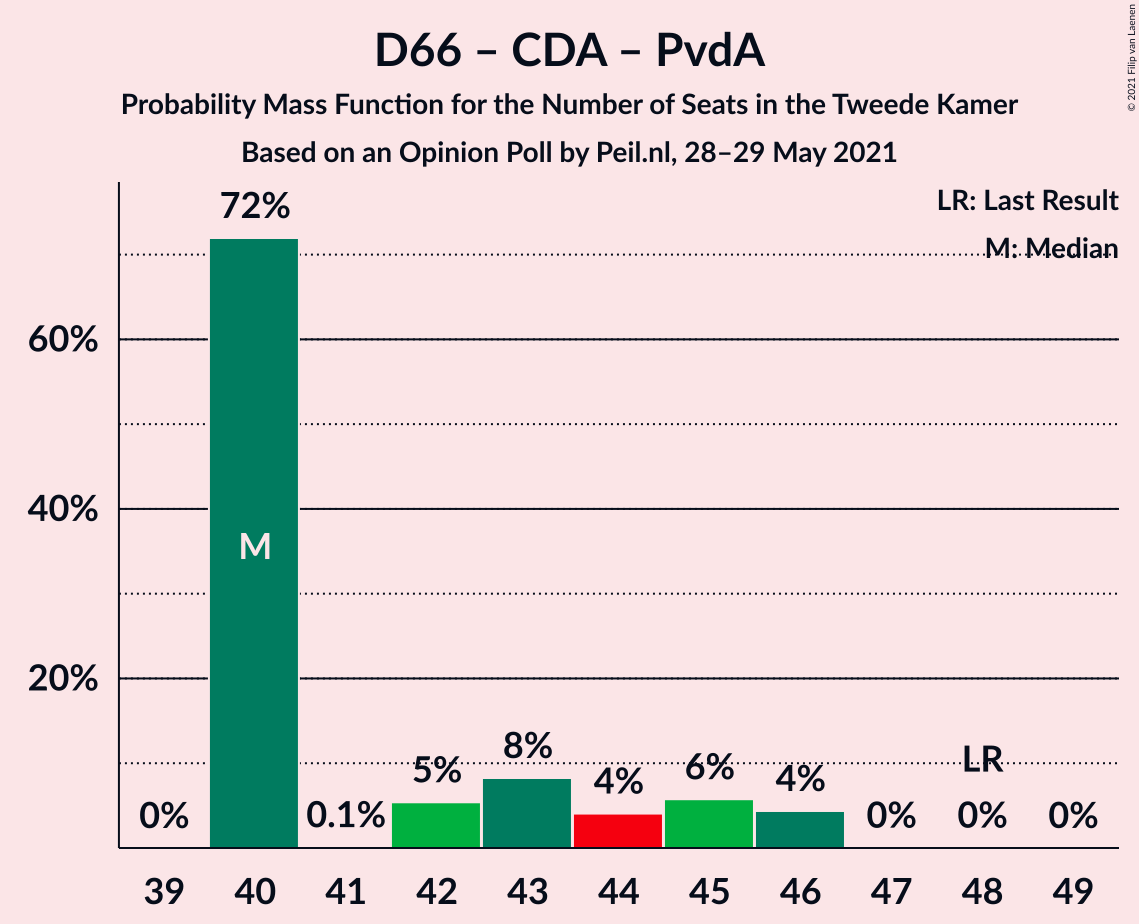 D66 – CDA – PvdA
Probability Mass Function for the Number of Seats in the Tweede Kamer
Based on an Opinion Poll by Peil.nl, 28–29 May 2021
© 2021 Filip van Laenen
LR: Last Result
M: Median
72%
60%
40%
20%
M
0%
0.1%
5%
8%
4%
6%
4%
0%
LR
0%
0%
39 40 41 42 43 44 45 46 47 48 49